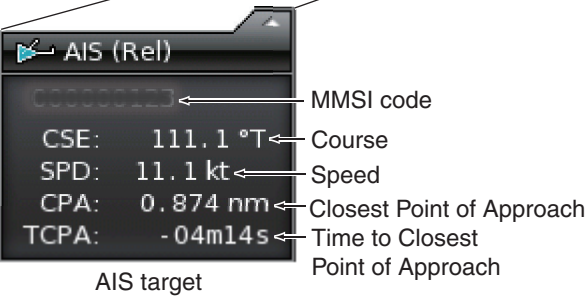 AIS (Rel)
000000123
MMSI code
CSE: 111.1 °T
Course
SPD: 11.1 kt
Speed
CPA: 0.874 nm
Closest Point of Approach
TCPA: -04m14s
Time to Closest
Point of Approach
AIS target